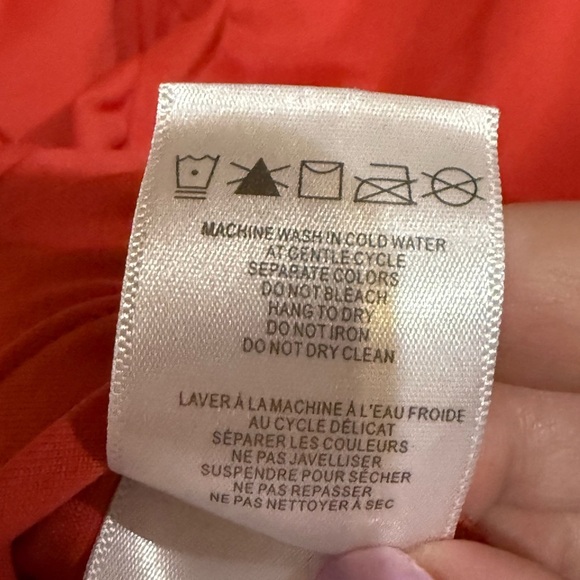 MACHINE WASH IN COLD WATER
AT GENTLE CYCLE
SEPARATE COLORS
DO NOT BLEACH
HANG TO DRY
DO NOT IRON
DO NOT DRY CLEAN
LAVER À LA MACHINE À L'EAU FROIDE
AU CYCLE DÉLICAT
SÉPARER LES COULEURS
NE PAS JAVELLISER
SUSPENDRE POUR SÉCHER
NE PAS REPASSER
NE PAS NETTOYER À SEC